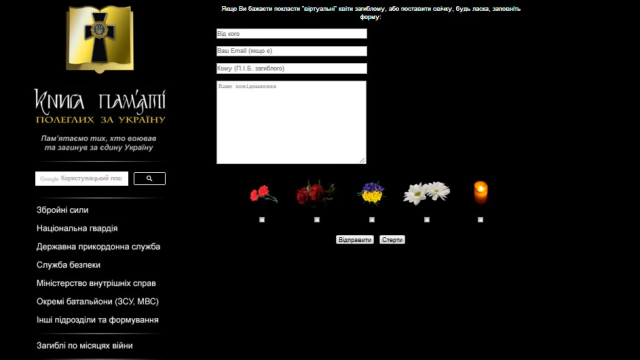 Книга пам'яті
ПОЛЕГЛИХ ЗА УКРАЇНУ
Пам'ятаємо тих, хто воював
та загинув за єдину Україну
Google
Збройні сили
Національна гвардія
Державна прикордонна служба
Служба безпеки
Міністерство внутрішніх справ
Окремі батальйони (ЗСУ, МВС)
Інші підрозділи та формування
Загиблі по місяцях війни
Якщо Ви бажаєте покласти "віртуальні" квіти загиблому, або поставити свічку, будь ласка, заповніть
форму:
Від кого
Ваш Email (якщо є)
Кому (П.І.Б. загиблого)
Ваше повідомлення
Відправити Стерти